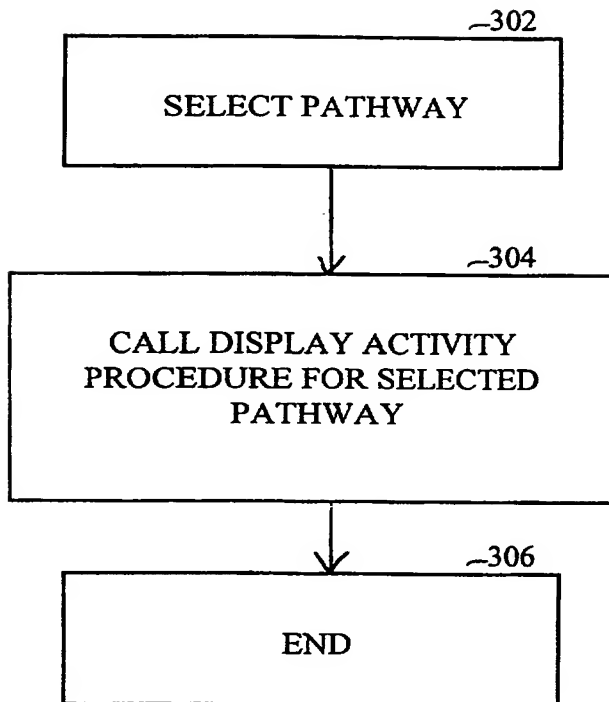 302
SELECT PATHWAY
304
CALL DISPLAY ACTIVITY
PROCEDURE FOR SELECTED
PATHWAY
306
END